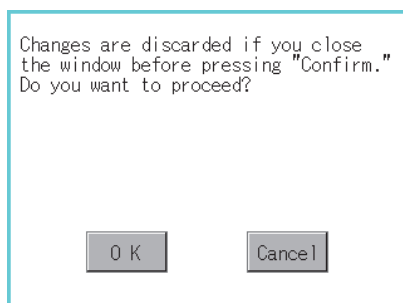 Changes are discarded if you close
the window before pressing "Confirm."
Do you want to proceed?
O K
Cancel